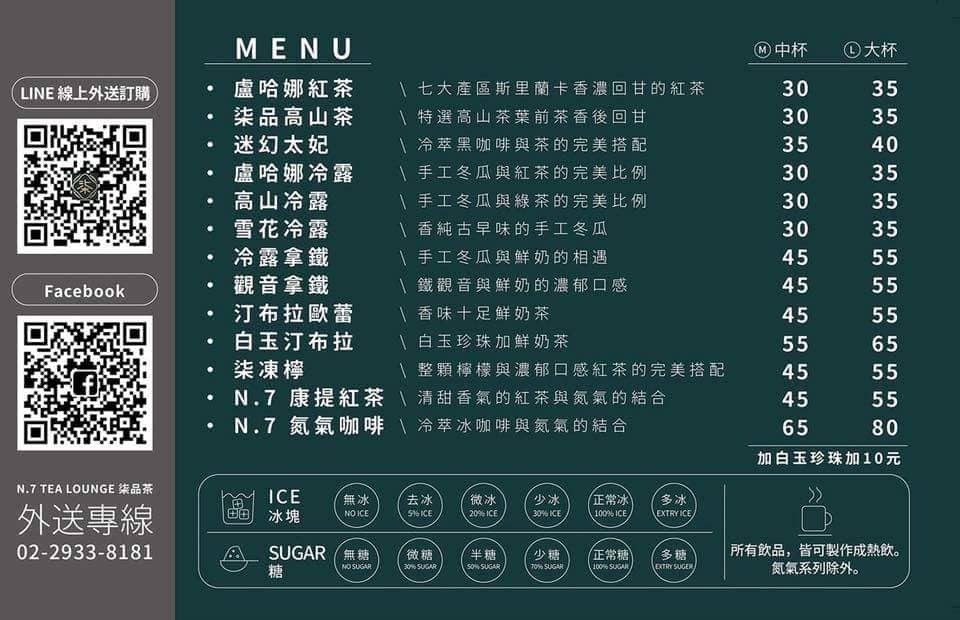 LINE 線上外送訂購
柒
Facebook
N.7 TEA LOUNGE 柒品茶
外送專線
02-2933-8181
MENU Ⓜ中杯 Ⓛ大杯
• 盧哈娜紅茶 \ 七大產區斯里蘭卡香濃回甘的紅茶 30 35
• 柒品高山茶 \ 特選高山茶葉前茶香後回甘 30 35
• 迷幻太妃 \ 冷萃黑咖啡與茶的完美搭配 35 40
• 盧哈娜冷露 \ 手工冬瓜與紅茶的完美比例 30 35
• 高山冷露 \ 手工冬瓜與綠茶的完美比例 30 35
• 雪花冷露 \ 香純古早味的手工冬瓜 30 35
• 冷露拿鐵 \ 手工冬瓜與鮮奶的相遇 45 55
• 觀音拿鐵 \ 鐵觀音與鮮奶的濃郁口感 45 55
• 汀布拉歐蕾 \ 香味十足鮮奶茶 45 55
• 白玉汀布拉 \ 白玉珍珠加鮮奶茶 55 65
• 柒凍檸 \ 整顆檸檬與濃郁口感紅茶的完美搭配 45 55
• N.7 康提紅茶 \ 清甜香氣的紅茶與氮氣的結合 45 55
• N.7 氮氣咖啡 \ 冷萃冰咖啡與氮氣的結合 65 80
加白玉珍珠加10元
ICE 冰塊
無冰 NO ICE
去冰 5% ICE
微冰 20% ICE
少冰 30% ICE
正常冰 100% ICE
多冰 EXTRY ICE
SUGAR 糖
無糖 NO SUGAR
微糖 30% SUGAR
半糖 50% SUGAR
少糖 70% SUGAR
正常糖 100% SUGAR
多糖 EXTRY SUGER
所有飲品，皆可製作成熱飲。
氮氣系列除外。